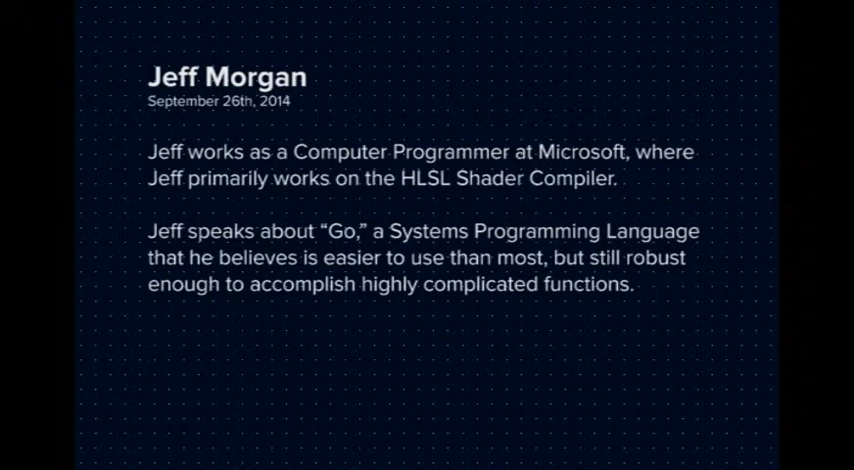 Jeff Morgan
September 26th, 2014
Jeff works as a Computer Programmer at Microsoft, where
Jeff primarily works on the HLSL Shader Compiler.
Jeff speaks about “Go,” a Systems Programming Language
that he believes is easier to use than most, but still robust
enough to accomplish highly complicated functions.